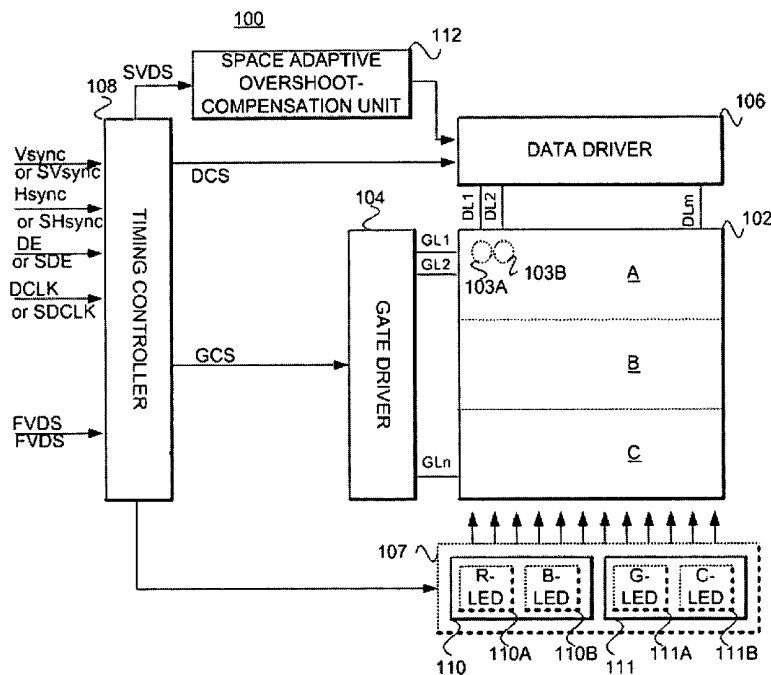 100
112
SPACE ADAPTIVE
OVERSHOOT-
COMPENSATION UNIT
SVDS
108
106
DATA DRIVER
Vsync
or SVsync
DCS
Hsync
or SHsync
DE
or SDE
DCLK
or SDCLK
FVDS
FVDS
TIMING CONTROLLER
GCS
104
GATE DRIVER
DL1
DL2
DLm
102
GL1
GL2
GLn
103A
103B
A
B
C
107
R-
LED
B-
LED
G-
LED
C-
LED
110
110A
110B
111
111A
111B